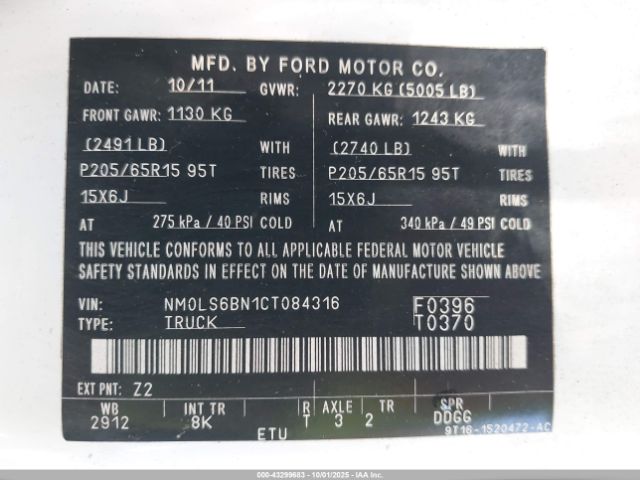 MFD. BY FORD MOTOR CO.
DATE: 10/11 GVWR: 2270 KG (5005 LB)
FRONT GAWR: 1130 KG REAR GAWR: 1243 KG
(2491 LB) WITH (2740 LB) WITH
P205/65R15 95T TIRES P205/65R15 95T TIRES
15X6J RIMS 15X6J RIMS
AT 275 kPa / 40 PSI COLD AT 340 kPa / 49 PSI COLD
THIS VEHICLE CONFORMS TO ALL APPLICABLE FEDERAL MOTOR VEHICLE
SAFETY STANDARDS IN EFFECT ON THE DATE OF MANUFACTURE SHOWN ABOVE
VIN: NM0LS6BN1CT084316 F0396
TYPE: TRUCK T0370
EXT PNT: Z2
WB INT TR R AXLE TR SPR
2912 8K T 3 2 DDGG
ETU 9T16-1520472-AC
000-43299683 - 10/01/2025 - IAAI.com